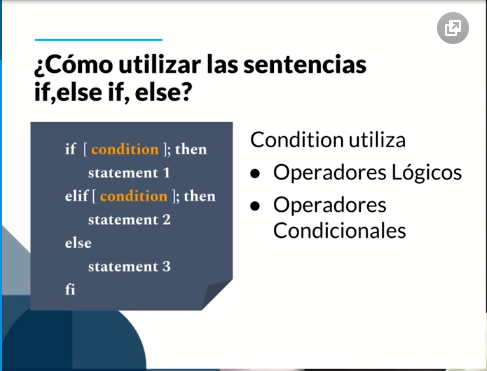 ¿Cómo utilizar las sentencias
if,else if, else?
if [ condition ]; then
statement 1
elif [ condition ]; then
statement 2
else
statement 3
fi
Condition utiliza
● Operadores Lógicos
● Operadores
Condicionales